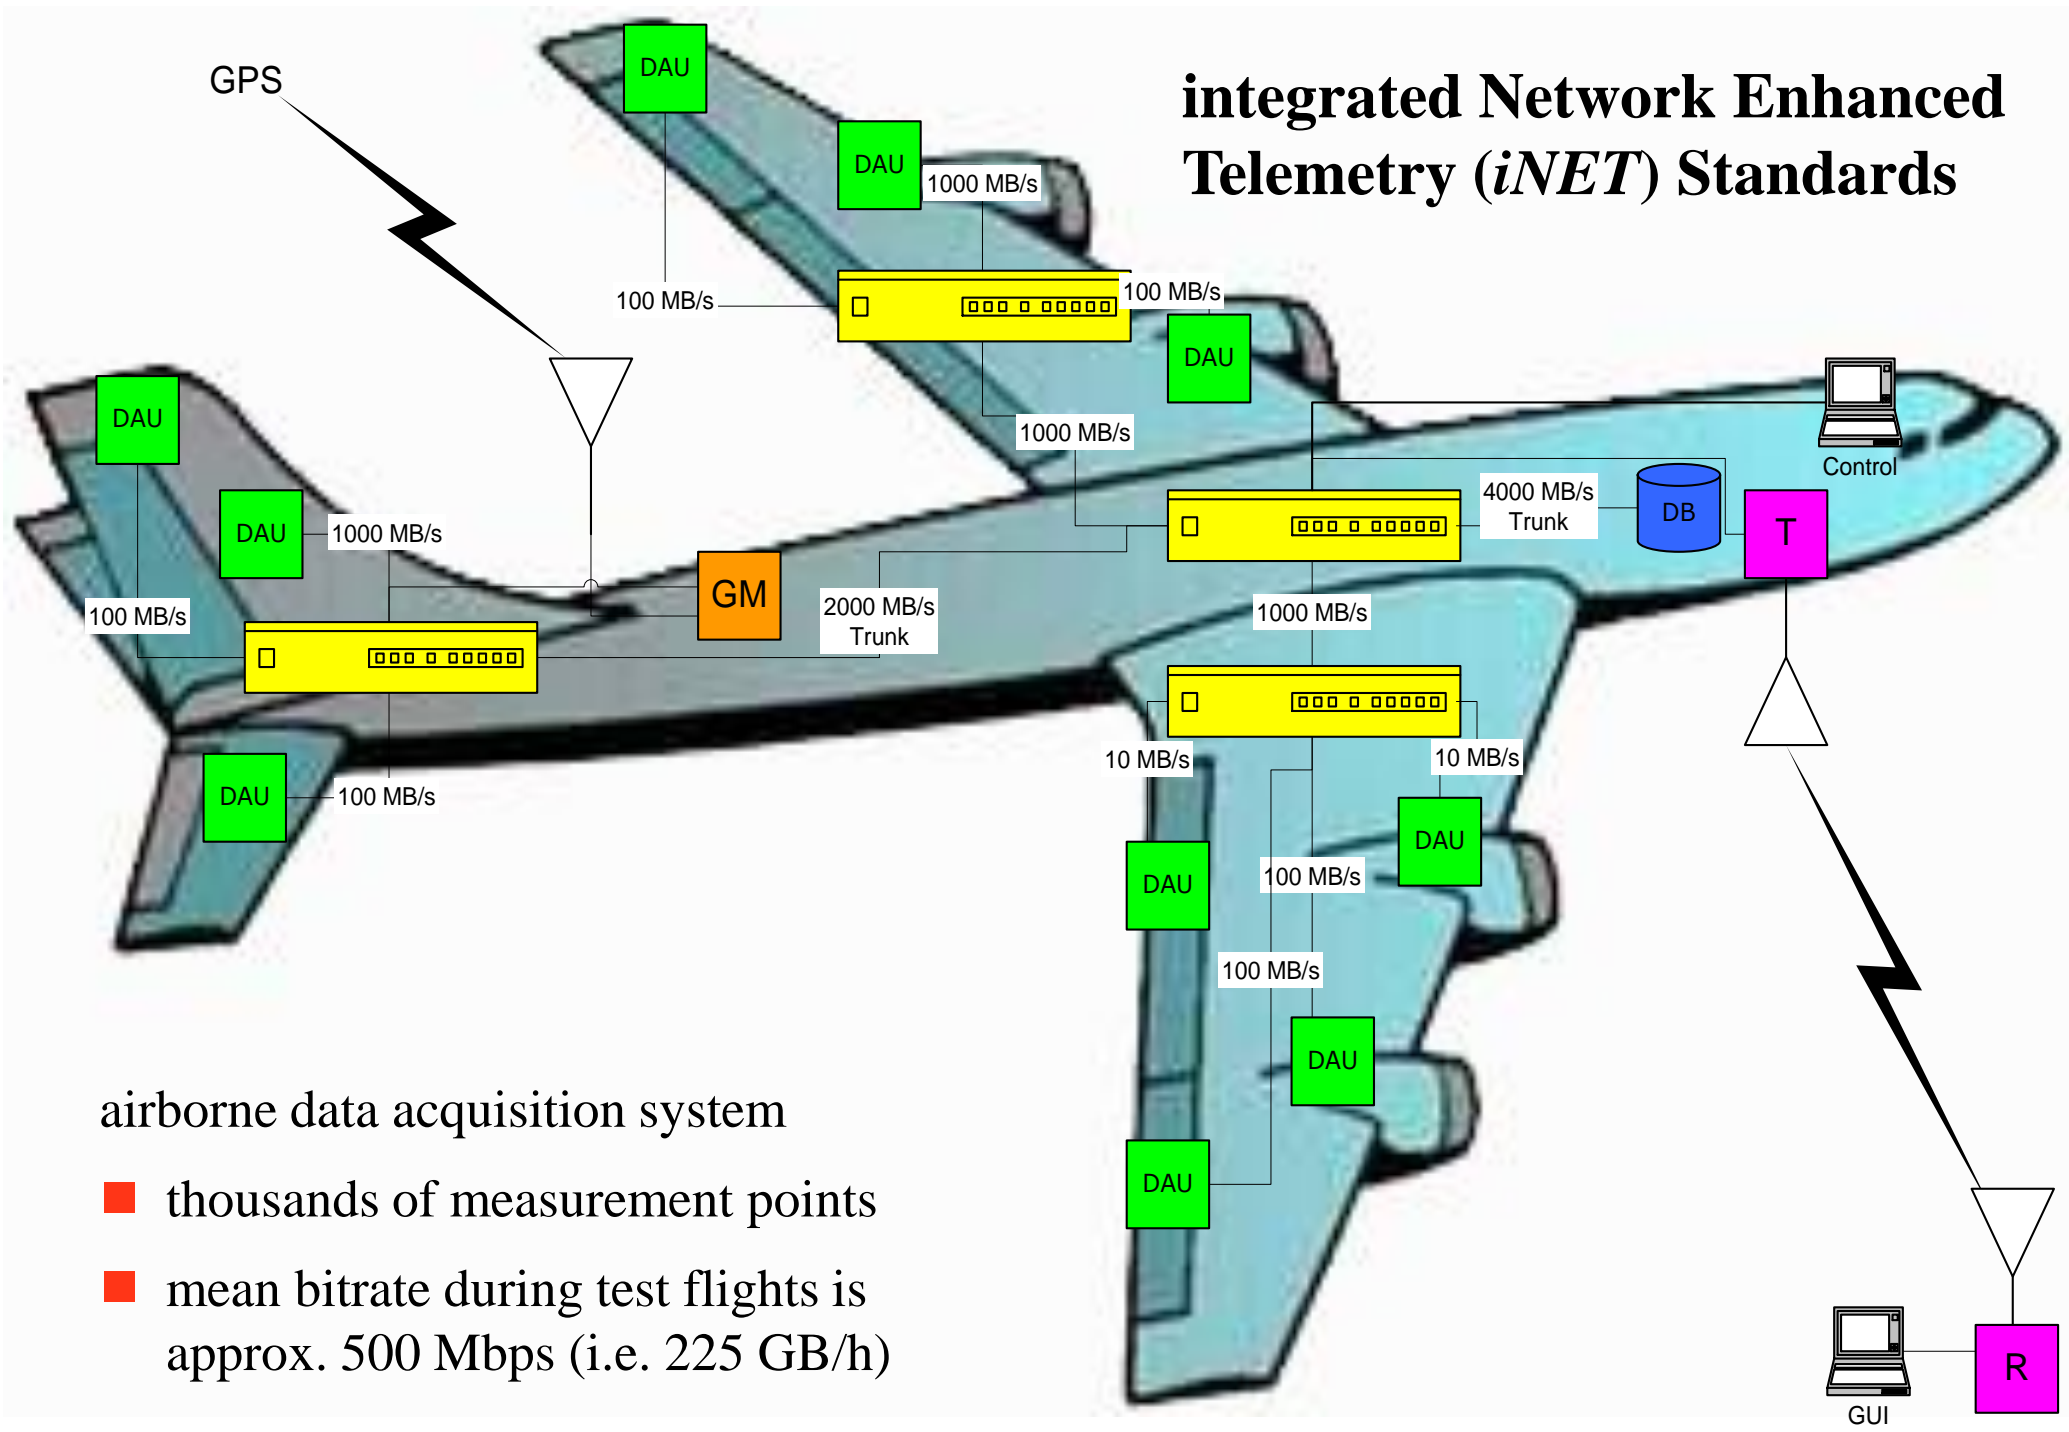 integrated Network Enhanced
Telemetry (iNET) Standards
GPS
DAU
DAU
1000 MB/s
100 MB/s
100 MB/s
DAU
DAU
1000 MB/s
Control
4000 MB/s
Trunk
DB
T
DAU
1000 MB/s
GM
2000 MB/s
Trunk
1000 MB/s
100 MB/s
10 MB/s
10 MB/s
DAU
100 MB/s
DAU
DAU
100 MB/s
100 MB/s
DAU
DAU
airborne data acquisition system
thousands of measurement points
mean bitrate during test flights is
approx. 500 Mbps (i.e. 225 GB/h)
R
GUI